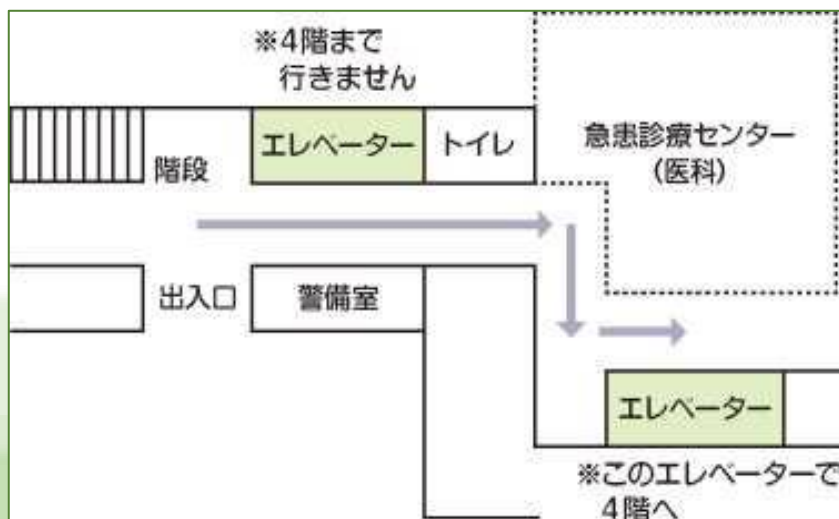 ※4階まで
行きません
エレベーター
トイレ
急患診療センター
（医科）
階段
出入口
警備室
エレベーター
※このエレベーターで
4階へ